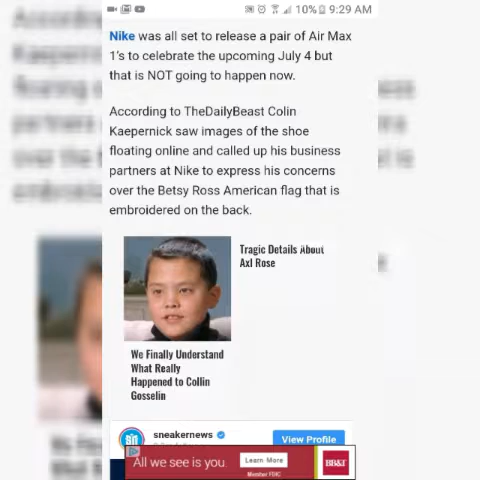 10% 9:29 AM
Nike was all set to release a pair of Air Max
1's to celebrate the upcoming July 4 but
that is NOT going to happen now.
According to TheDailyBeast Colin
Kaepernick saw images of the shoe
floating online and called up his business
partners at Nike to express his concerns
over the Betsy Ross American flag that is
embroidered on the back.
Tragic Details About
Axl Rose
We Finally Understand
What Really
Happened to Collin
Gosselin
sneakernews
View Profile
All we see is you.
Learn More
Member FDIC
BB&T